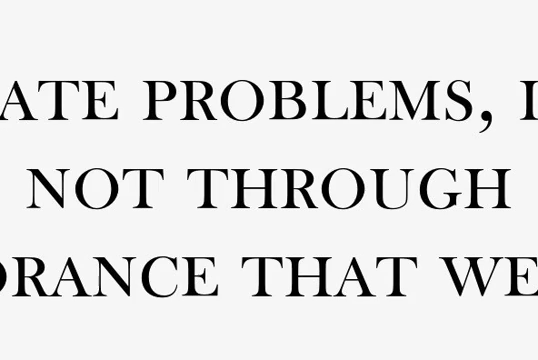 ATE PROBLEMS, I
NOT THROUGH
ORANCE THAT WE